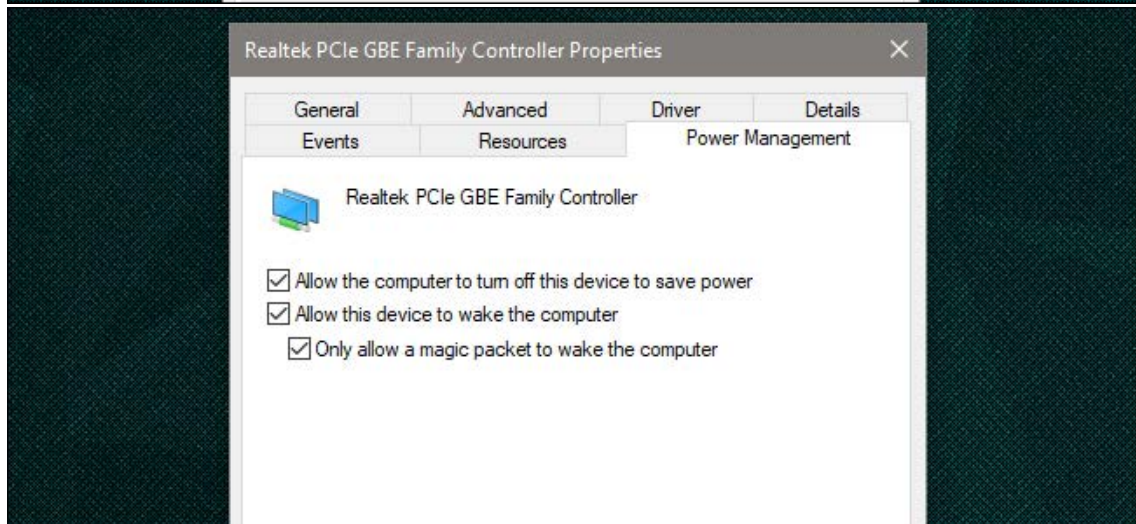 Realtek PCIe GBE Family Controller Properties
General Advanced Driver Details
Events Resources Power Management
Realtek PCIe GBE Family Controller
Allow the computer to turn off this device to save power
Allow this device to wake the computer
Only allow a magic packet to wake the computer